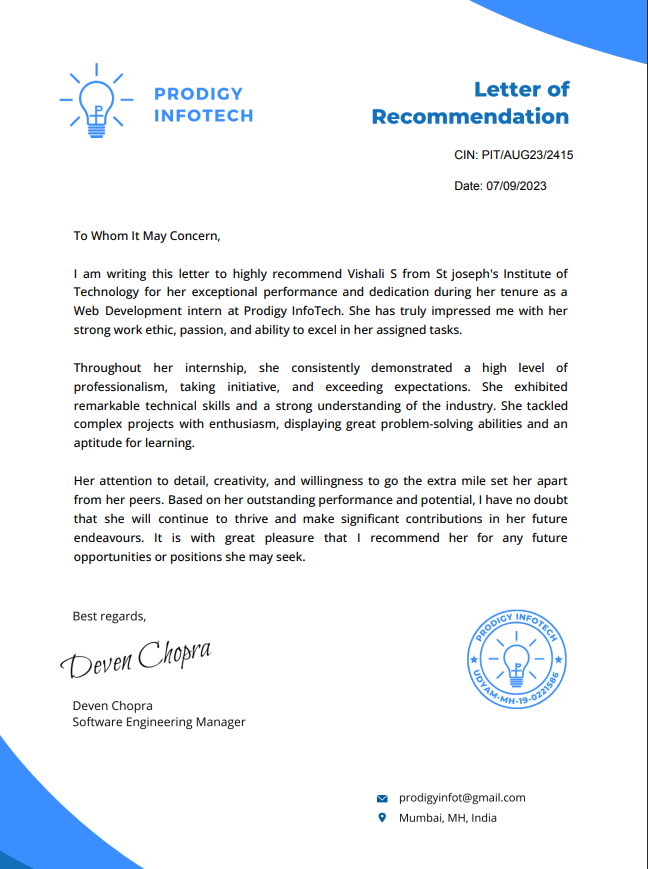 PRODIGY
INFOTECH
Letter of
Recommendation
CIN: PIT/AUG23/2415
Date: 07/09/2023
To Whom It May Concern,
I am writing this letter to highly recommend Vishali S from St joseph's Institute of
Technology for her exceptional performance and dedication during her tenure as a
Web Development intern at Prodigy InfoTech. She has truly impressed me with her
strong work ethic, passion, and ability to excel in her assigned tasks.
Throughout her internship, she consistently demonstrated a high level of
professionalism, taking initiative, and exceeding expectations. She exhibited
remarkable technical skills and a strong understanding of the industry. She tackled
complex projects with enthusiasm, displaying great problem-solving abilities and an
aptitude for learning.
Her attention to detail, creativity, and willingness to go the extra mile set her apart
from her peers. Based on her outstanding performance and potential, I have no doubt
that she will continue to thrive and make significant contributions in her future
endeavours. It is with great pleasure that I recommend her for any future
opportunities or positions she may seek.
Best regards,
Deven Chopra
Deven Chopra
Software Engineering Manager
PRODIGY INFOTECH
UDYAM-MH-19-0221586
prodigyinfot@gmail.com
Mumbai, MH, India